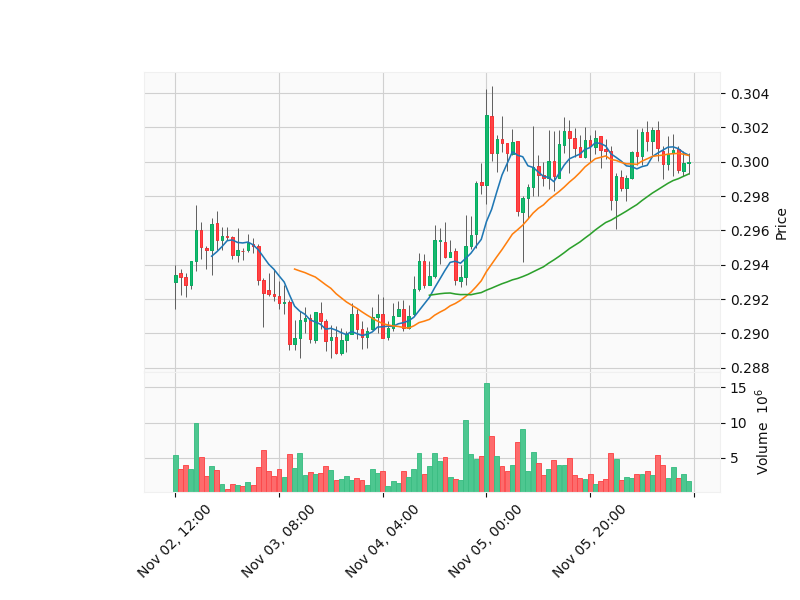 0.304
0.302
0.300
0.298
0.296
0.294
0.292
0.290
0.288
Price
15
10
5
Volume 10^6
Nov 02, 12:00
Nov 03, 08:00
Nov 04, 04:00
Nov 05, 00:00
Nov 05, 20:00